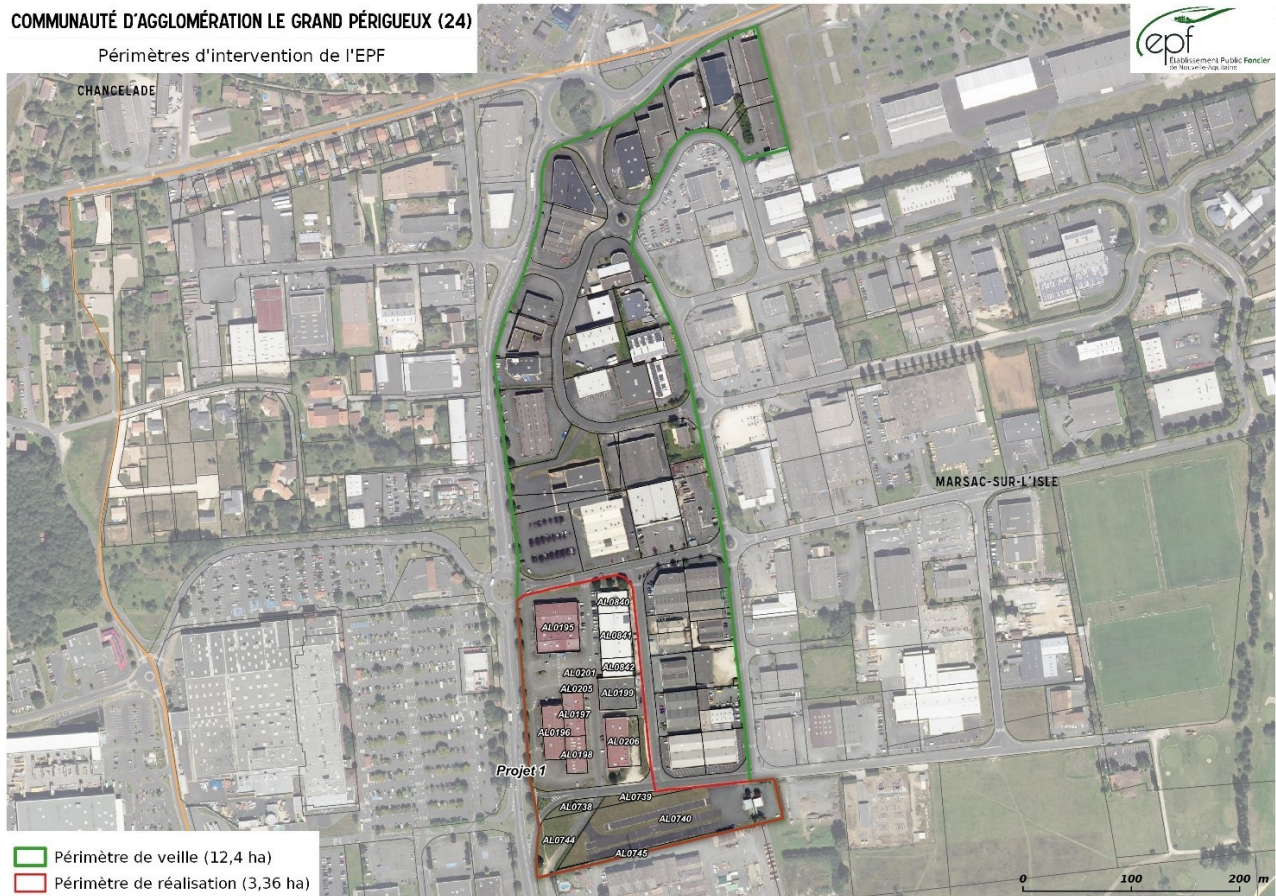 COMMUNAUTÉ D'AGGLOMÉRATION LE GRAND PÉRIGUEUX (24)
Périmètres d'intervention de l'EPF
epf
Établissement Public Foncier
de Nouvelle-Aquitaine
CHANCELADE
MARSAC-SUR-L'ISLE
AL0840
AL0195
AL0841
AL0201
AL0842
AL0205
AL0199
AL0197
AL0196
AL0206
AL0198
Projet 1
AL0739
AL0738
AL0740
AL0744
AL0745
Périmètre de veille (12,4 ha)
Périmètre de réalisation (3,36 ha)
0 100 200 m